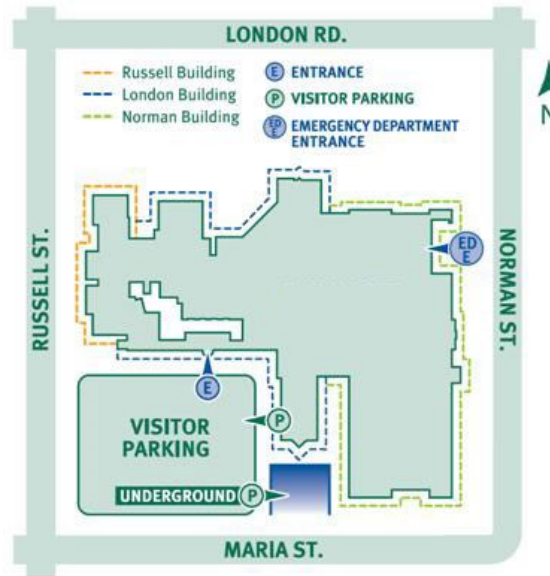 LONDON RD.
Russell Building
London Building
Norman Building
E ENTRANCE
P VISITOR PARKING
ED E EMERGENCY DEPARTMENT
ENTRANCE
N
RUSSELL ST.
NORMAN ST.
ED
E
E
VISITOR
PARKING
P
UNDERGROUND P
MARIA ST.